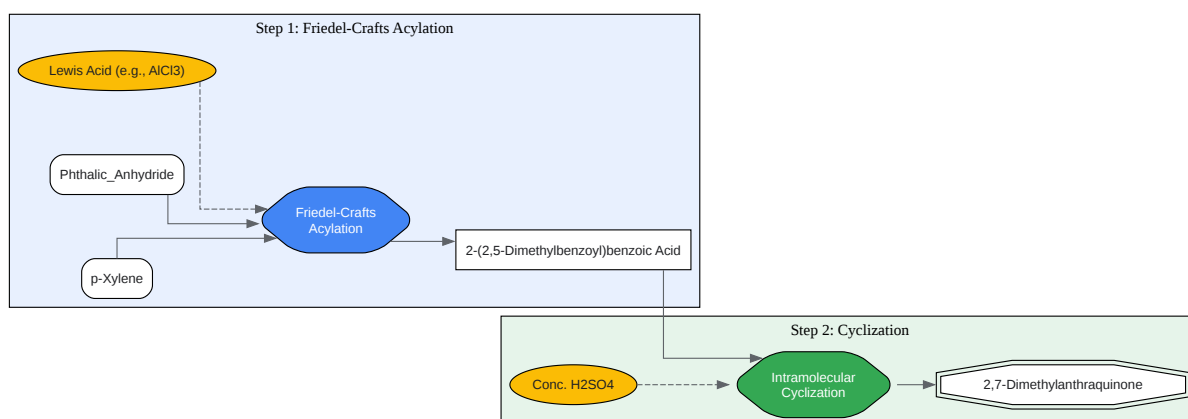 Step 1: Friedel-Crafts Acylation
Lewis Acid (e.g., AlCl3)
Phthalic_Anhydride
Friedel-Crafts
Acylation
p-Xylene
2-(2,5-Dimethylbenzoyl)benzoic Acid
Step 2: Cyclization
Conc. H2SO4
Intramolecular
Cyclization
2,7-Dimethylanthraquinone